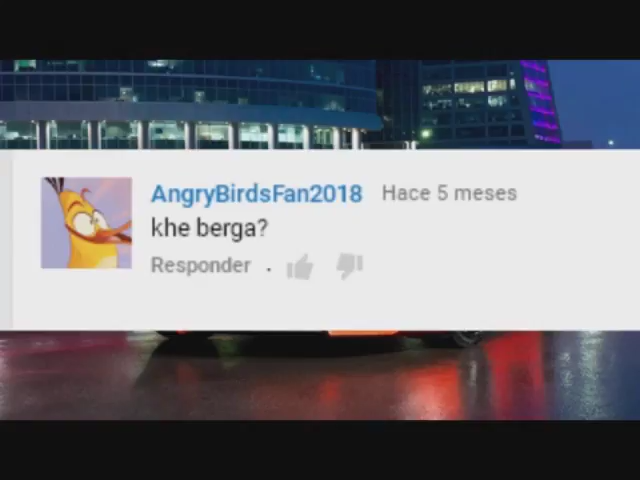 AngryBirdsFan2018 Hace 5 meses
khe berga?
Responder .